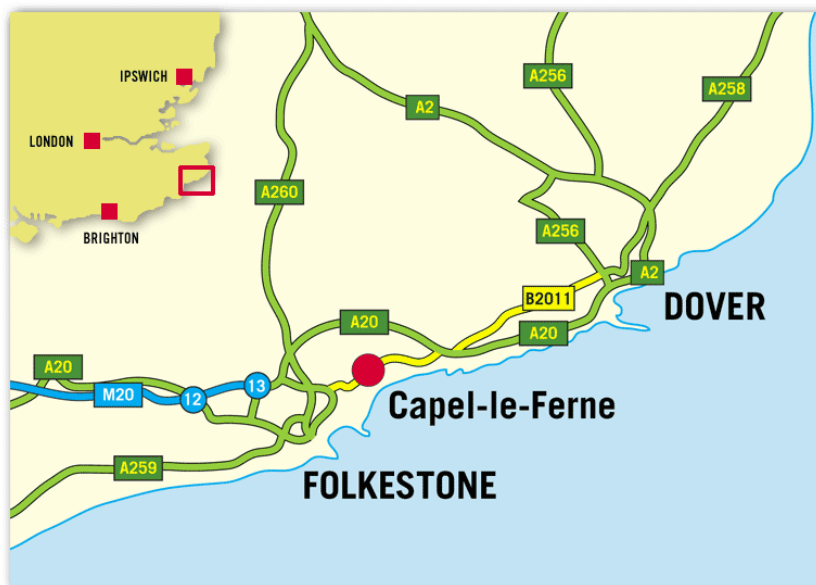 IPSWICH
LONDON
BRIGHTON
A256
A258
A2
A260
A256
A2
B2011
DOVER
A20
A20
A20
M20
12
13
Capel-le-Ferne
A259
FOLKESTONE